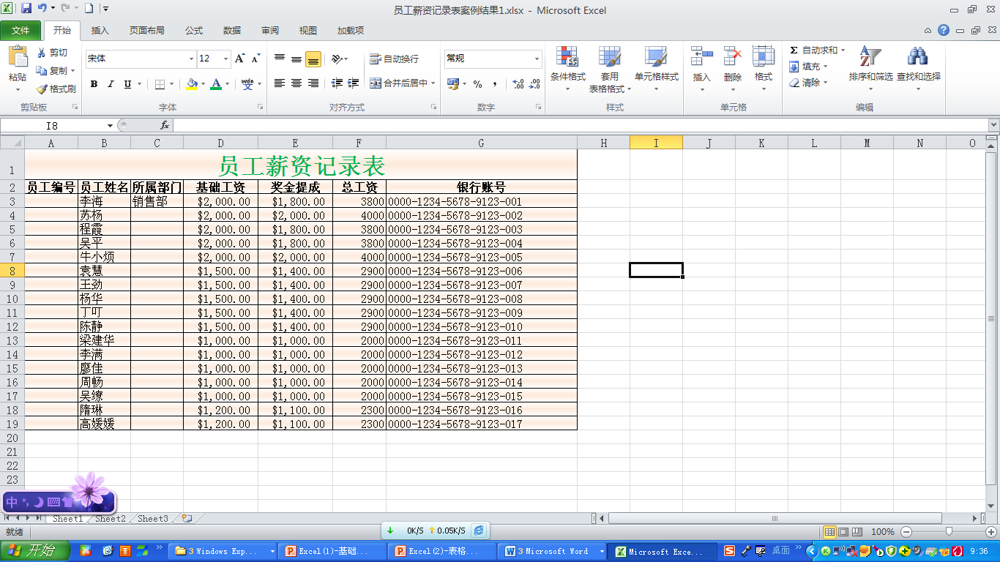 员工薪资记录表案例结果1.xlsx - Microsoft Excel
文件 开始 插入 页面布局 公式 数据 审阅 视图 加载项
粘贴 剪切 复制 格式刷 剪贴板
宋体 12 B I U 字体
自动换行 合并后居中 对齐方式
常规 % 数字
条件格式 套用表格格式 单元格样式 样式
插入 删除 格式 单元格
Σ 自动求和 填充 清除 排序和筛选 查找和选择 编辑
I8 fx
A B C D E F G H I J K L M N O
1 员工薪资记录表
2 员工编号 员工姓名 所属部门 基础工资 奖金提成 总工资 银行账号
3 李海 销售部 $2,000.00 $1,800.00 3800 0000-1234-5678-9123-001
4 苏杨 $2,000.00 $2,000.00 4000 0000-1234-5678-9123-002
5 程霞 $2,000.00 $1,800.00 3800 0000-1234-5678-9123-003
6 吴平 $2,000.00 $1,800.00 3800 0000-1234-5678-9123-004
7 牛小烦 $2,000.00 $2,000.00 4000 0000-1234-5678-9123-005
8 袁慧 $1,500.00 $1,400.00 2900 0000-1234-5678-9123-006
9 王劲 $1,500.00 $1,400.00 2900 0000-1234-5678-9123-007
10 杨华 $1,500.00 $1,400.00 2900 0000-1234-5678-9123-008
11 丁叮 $1,500.00 $1,400.00 2900 0000-1234-5678-9123-009
12 陈静 $1,500.00 $1,400.00 2900 0000-1234-5678-9123-010
13 梁建华 $1,000.00 $1,000.00 2000 0000-1234-5678-9123-011
14 李满 $1,000.00 $1,000.00 2000 0000-1234-5678-9123-012
15 廖佳 $1,000.00 $1,000.00 2000 0000-1234-5678-9123-013
16 周畅 $1,000.00 $1,000.00 2000 0000-1234-5678-9123-014
17 吴缭 $1,000.00 $1,000.00 2000 0000-1234-5678-9123-015
18 隋琳 $1,200.00 $1,100.00 2300 0000-1234-5678-9123-016
19 高媛媛 $1,200.00 $1,100.00 2300 0000-1234-5678-9123-017
20
21
22
23
中
Sheet1 Sheet2 Sheet3
就绪 0K/S 0.05K/S 100%
开始 3 Windows Exp... Excel(1)-基础... Excel(2)-表格... 3 Microsoft Word Microsoft Exce... 桌面 9:36